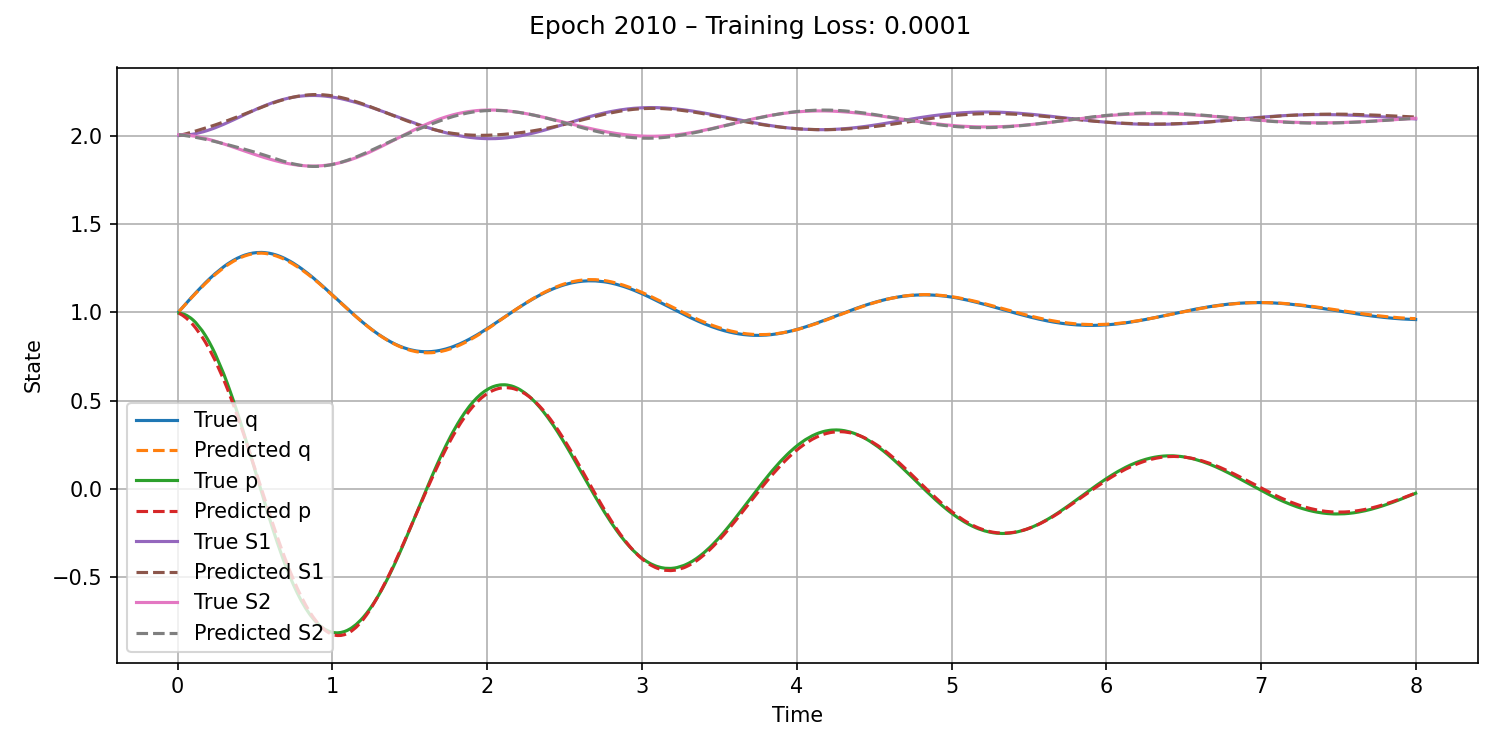 Epoch 2010 – Training Loss: 0.0001
State
2.0
1.5
1.0
0.5
0.0
−0.5
True q
Predicted q
True p
Predicted p
True S1
Predicted S1
True S2
Predicted S2
0 1 2 3 4 5 6 7 8
Time